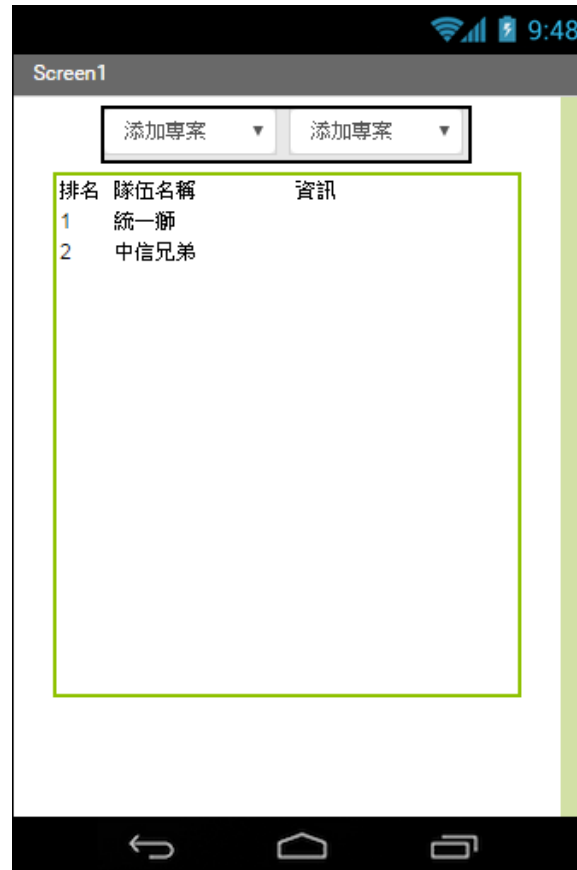 9:48
Screen1
添加專案 ▼ 添加專案 ▼
排名 隊伍名稱 資訊
1 統一獅
2 中信兄弟